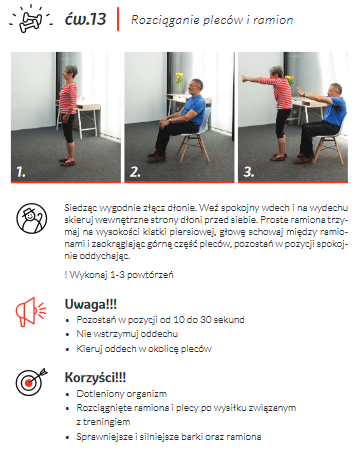 ćw.13 Rozciąganie pleców i ramion
1. 2. 3.
Siedząc wygodnie złącz dłonie. Weź spokojny wdech i na wydechu
skieruj wewnętrzne strony dłoni przed siebie. Proste ramiona trzy-
maj na wysokości klatki piersiowej, głowę schowaj między ramio-
nami i zaokrąglając górną część pleców, pozostań w pozycji spokoj-
nie oddychając.
! Wykonaj 1-3 powtórzeń
Uwaga!!!
• Pozostań w pozycji od 10 do 30 sekund
• Nie wstrzymuj oddechu
• Kieruj oddech w okolicę pleców
Korzyści!!!
• Dotleniony organizm
• Rozciągnięte ramiona i plecy po wysiłku związanym
z treningiem
• Sprawniejsze i silniejsze barki oraz ramiona